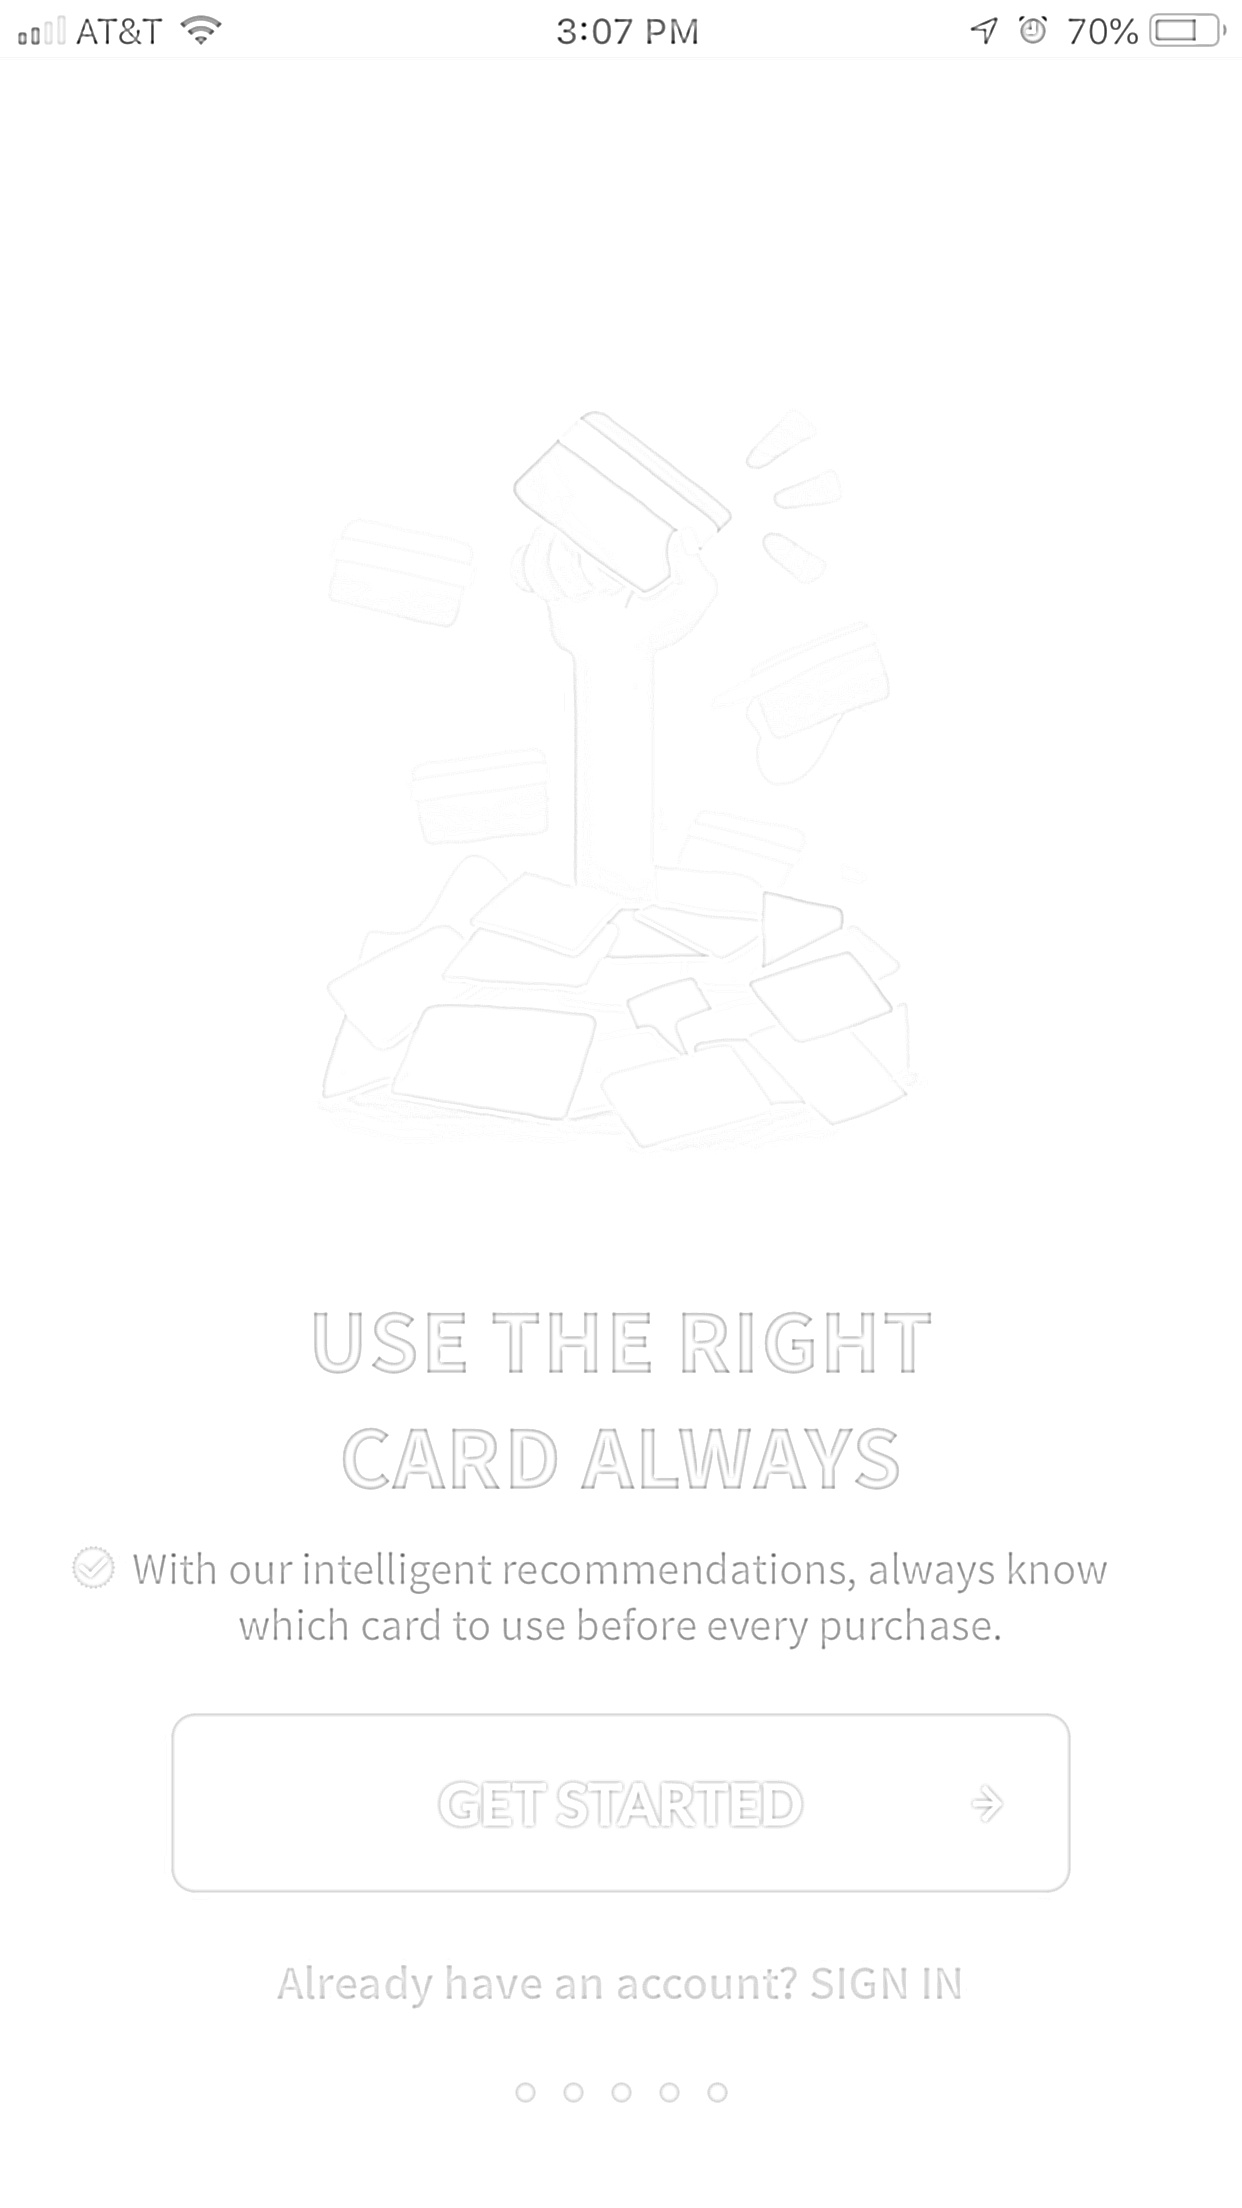 AT&T 3:07 PM 70%
USE THE RIGHT
CARD ALWAYS
With our intelligent recommendations, always know
which card to use before every purchase.
GET STARTED
Already have an account? SIGN IN